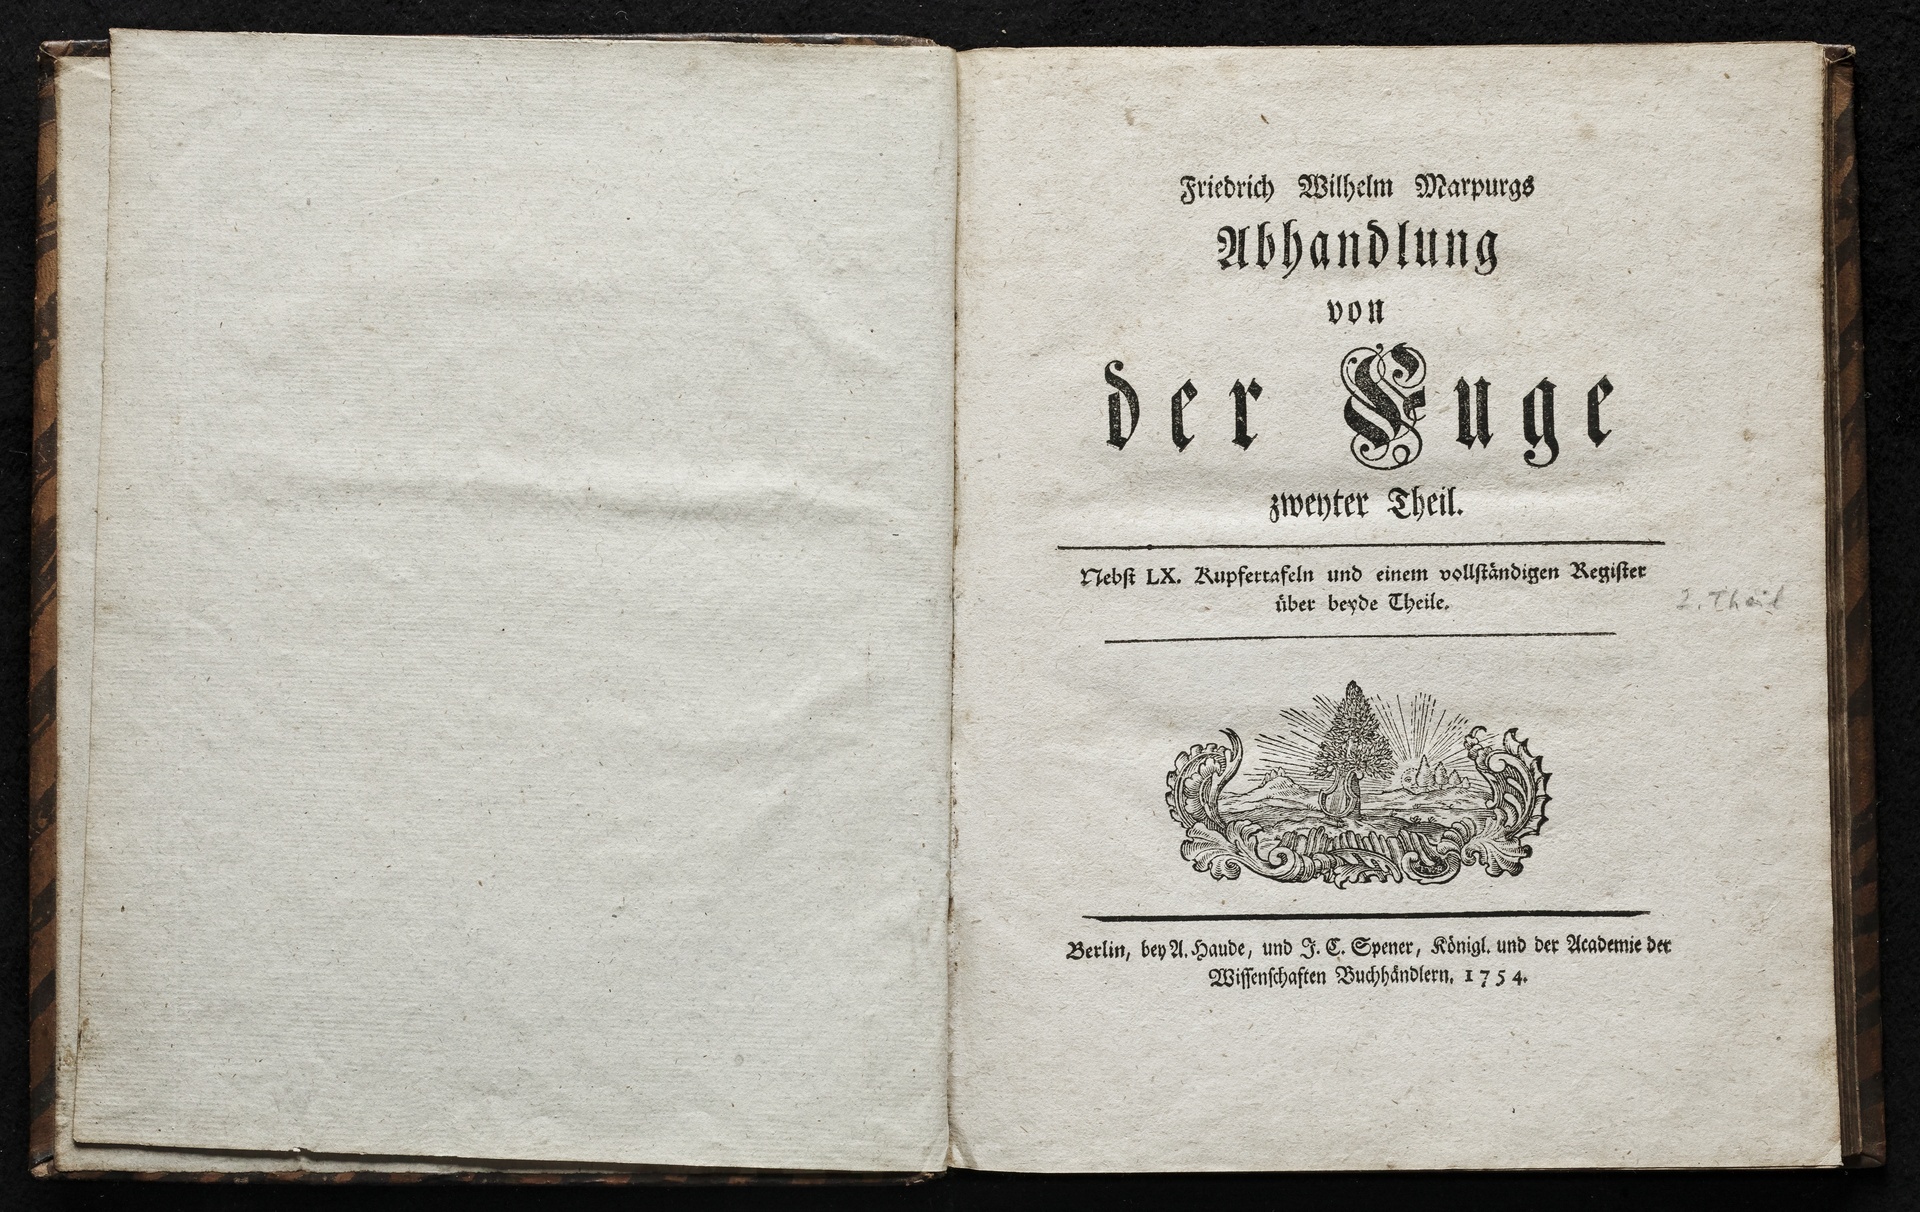 Friedrich Wilhelm Marpurgs
Abhandlung
von
der Fuge
zweyter Theil.
Nebst LX. Kupfertafeln und einem vollständigen Register
über beyde Theile.
2. Theil
Berlin, bey A. Haude, und J. C. Spener, Königl. und der Academie der
Wissenschaften Buchhändlern. 1754.